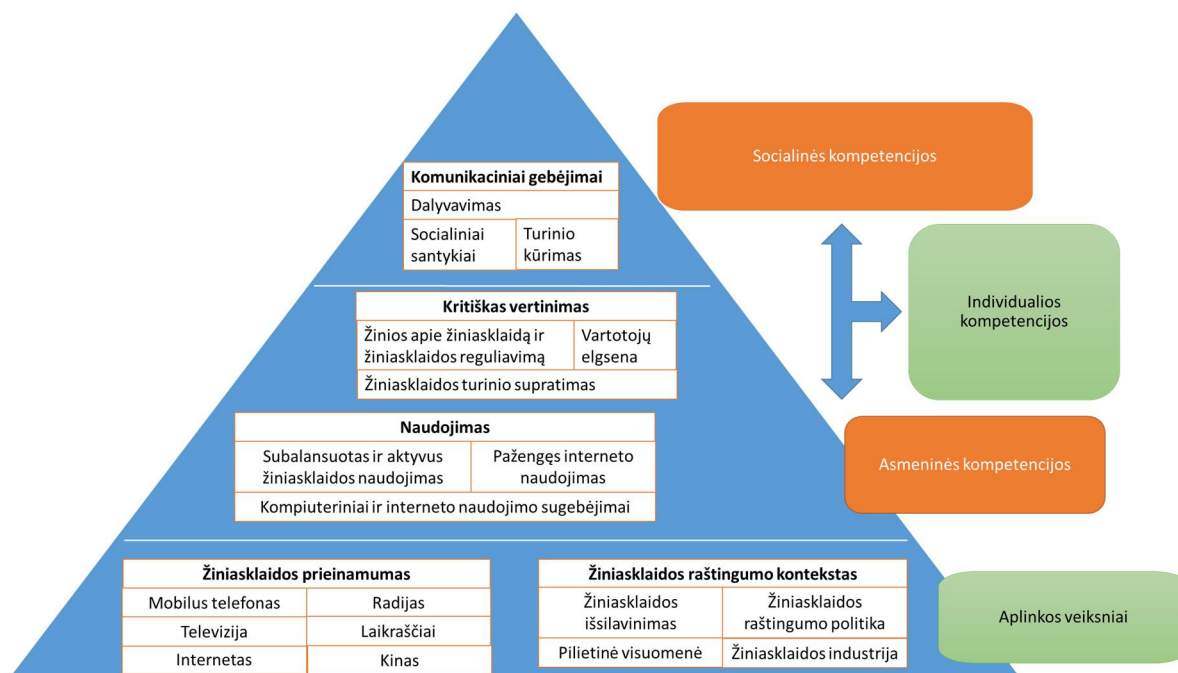 Socialinės kompetencijos
Komunikaciniai gebėjimai
Dalyvavimas
Socialiniai
santykiai
Turinio
kūrimas
Individualios
kompetencijos
Kritiškas vertinimas
Žinios apie žiniasklaidą ir
žiniasklaidos reguliavimą
Vartotojų
elgsena
Žiniasklaidos turinio supratimas
Naudojimas
Subalansuotas ir aktyvus
žiniasklaidos naudojimas
Pažengęs interneto
naudojimas
Kompiuteriniai ir interneto naudojimo sugebėjimai
Asmeninės kompetencijos
Žiniasklaidos prieinamumas
Mobilus telefonas
Radijas
Televizija
Laikraščiai
Internetas
Kinas
Žiniasklaidos raštingumo kontekstas
Žiniasklaidos
išsilavinimas
Žiniasklaidos
raštingumo politika
Pilietinė visuomenė
Žiniasklaidos industrija
Aplinkos veiksniai